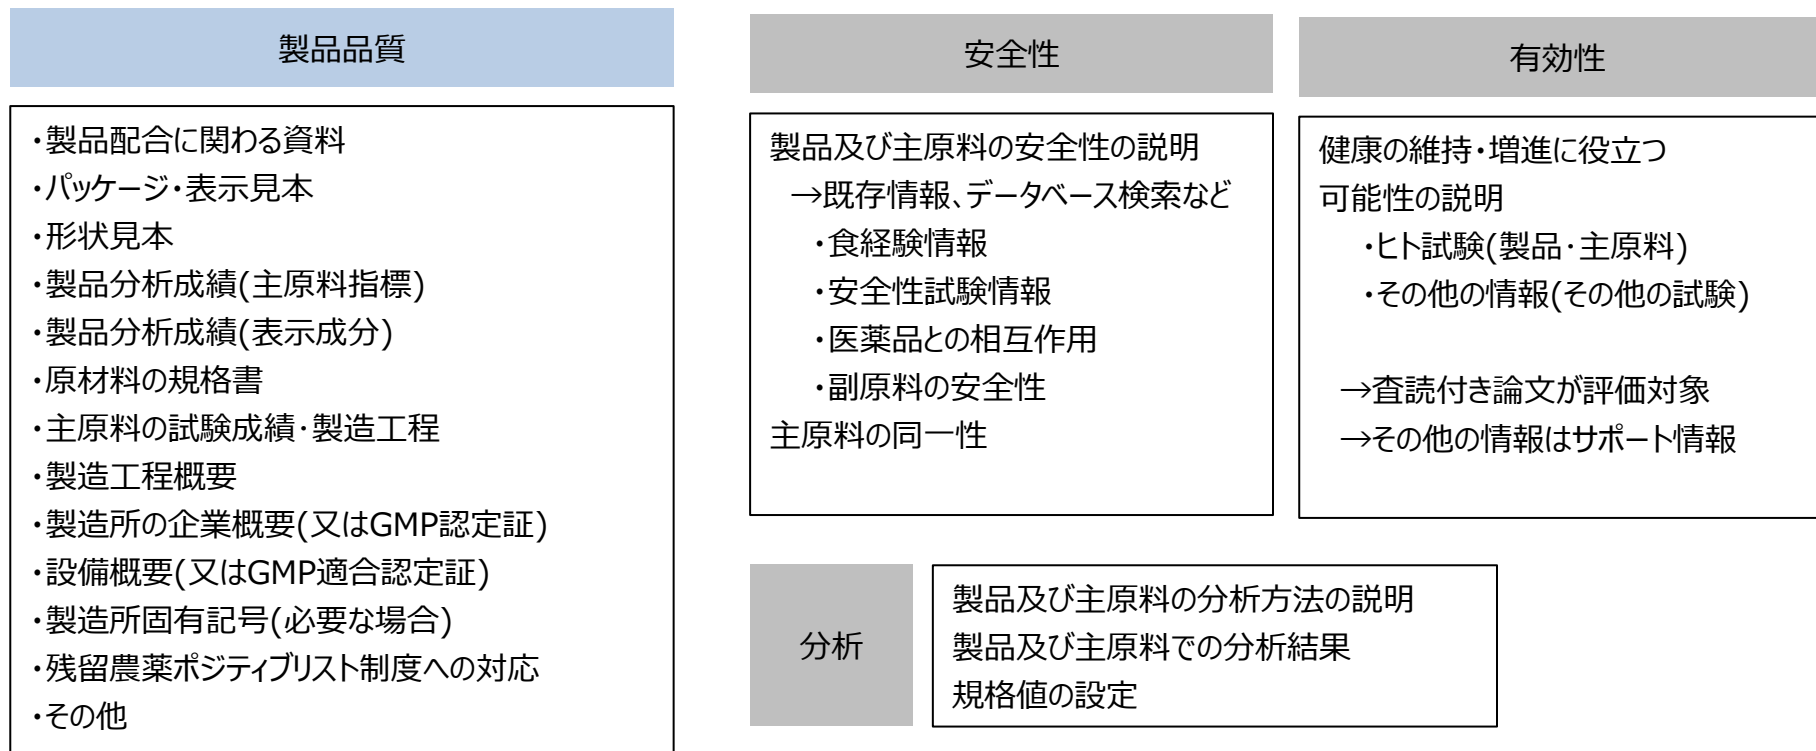 製品品質
・製品配合に関わる資料
・パッケージ・表示見本
・形状見本
・製品分析成績(主原料指標)
・製品分析成績(表示成分)
・原材料の規格書
・主原料の試験成績・製造工程
・製造工程概要
・製造所の企業概要(又はGMP認定証)
・設備概要(又はGMP適合認定証)
・製造所固有記号(必要な場合)
・残留農薬ポジティブリスト制度への対応
・その他
安全性
製品及び主原料の安全性の説明
→既存情報、データベース検索など
・食経験情報
・安全性試験情報
・医薬品との相互作用
・副原料の安全性
主原料の同一性
有効性
健康の維持・増進に役立つ
可能性の説明
・ヒト試験(製品・主原料)
・その他の情報(その他の試験)
→査読付き論文が評価対象
→その他の情報はサポート情報
分析
製品及び主原料の分析方法の説明
製品及び主原料での分析結果
規格値の設定